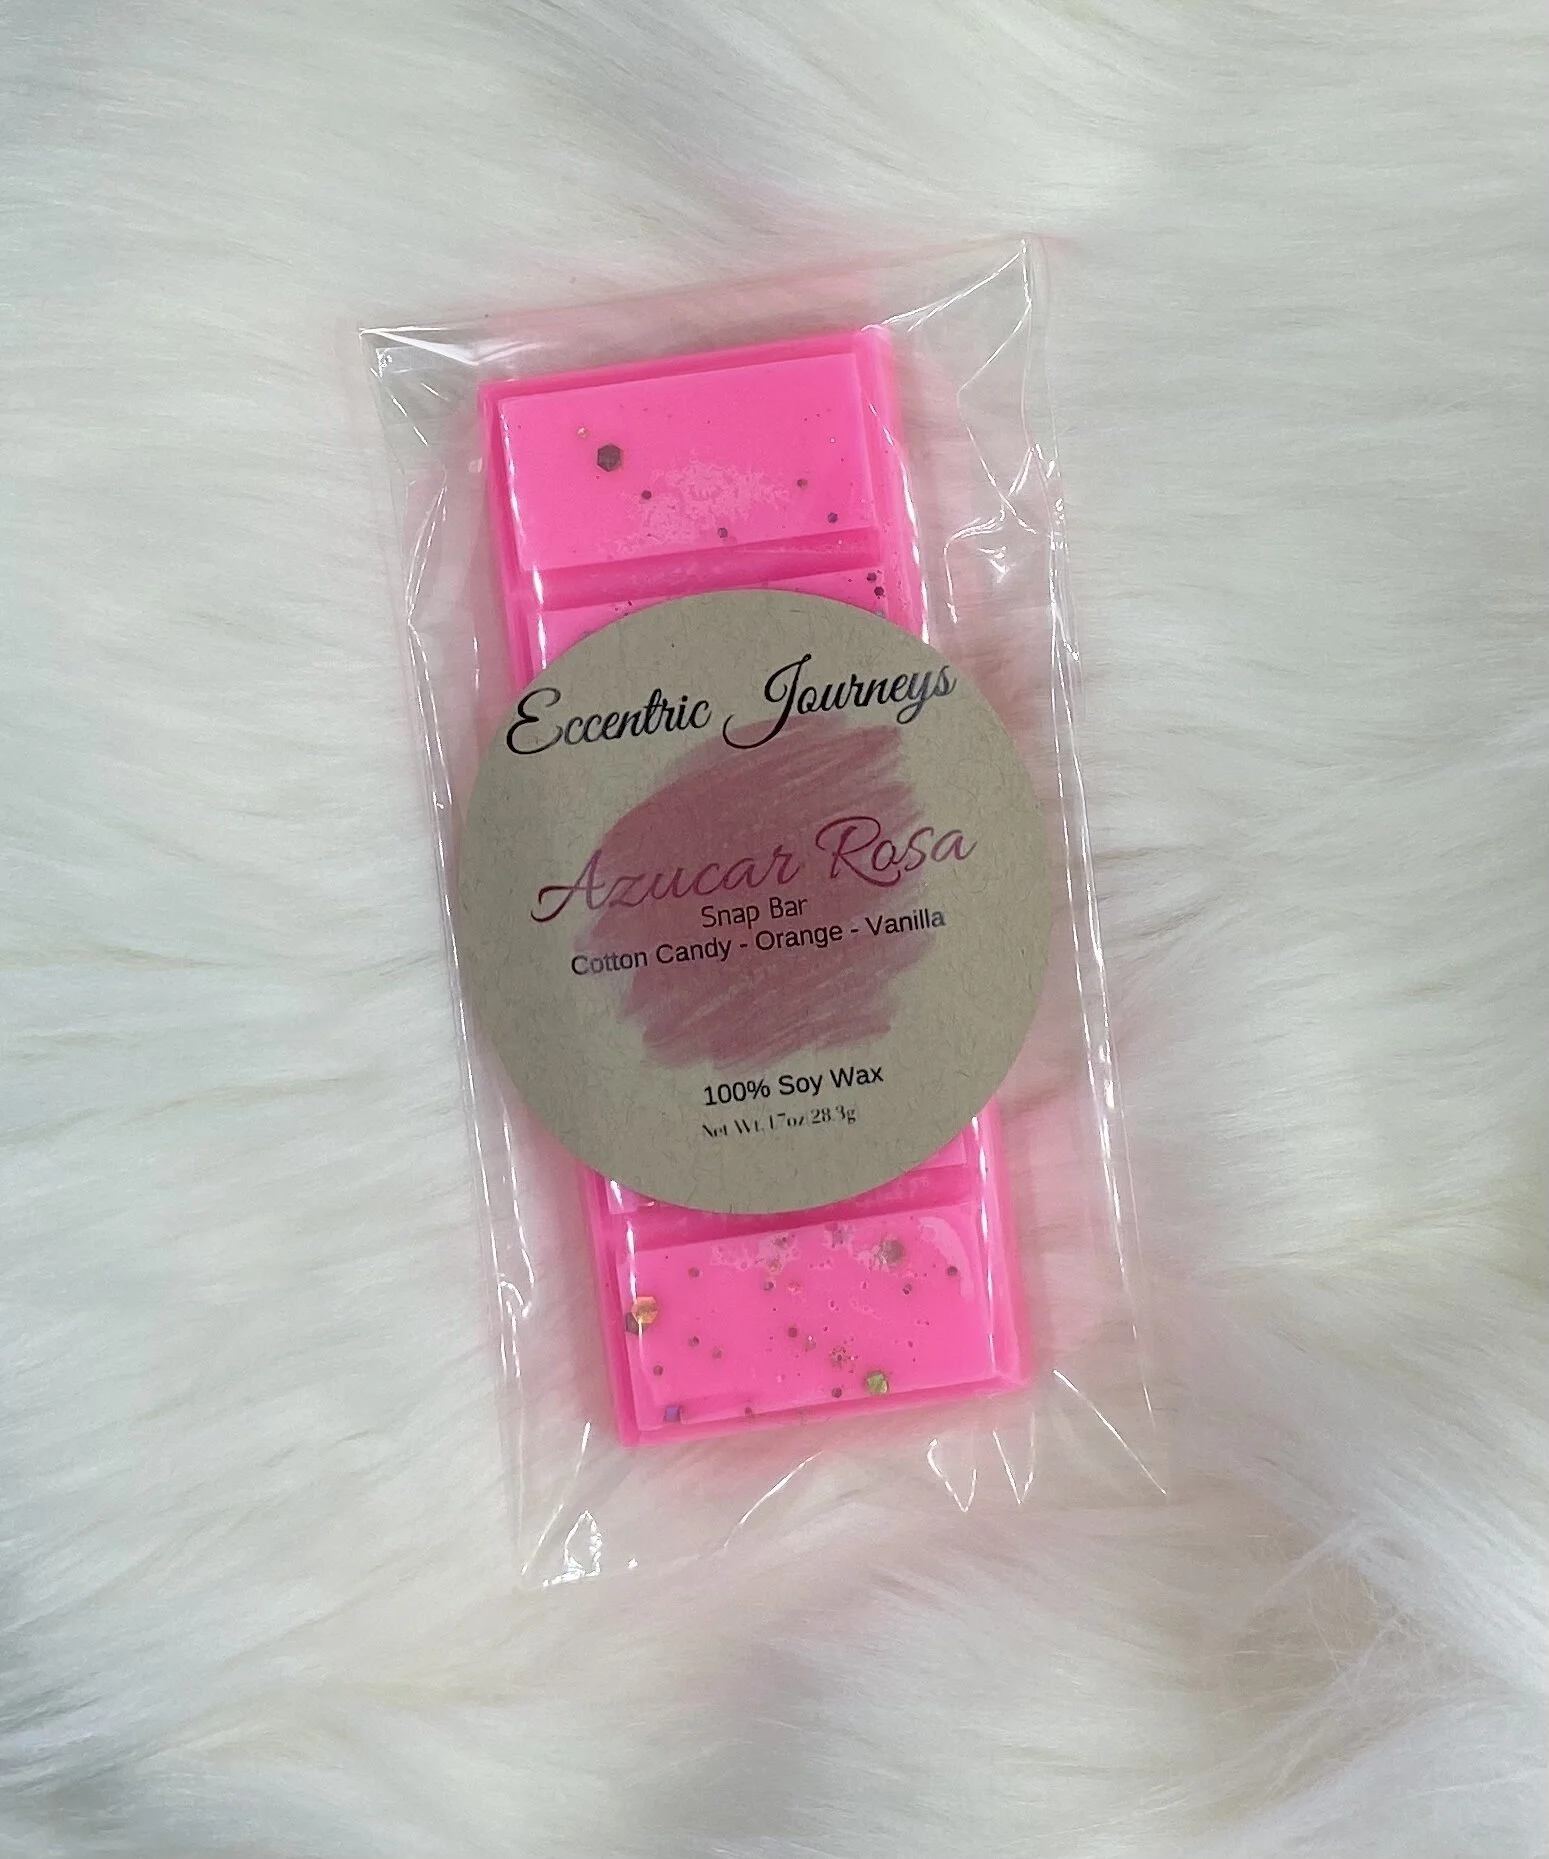 Eccentric Journeys
Azucar Rosa
Snap Bar
Cotton Candy - Orange - Vanilla
100% Soy Wax
Net Wt. 1.7oz 28.3g